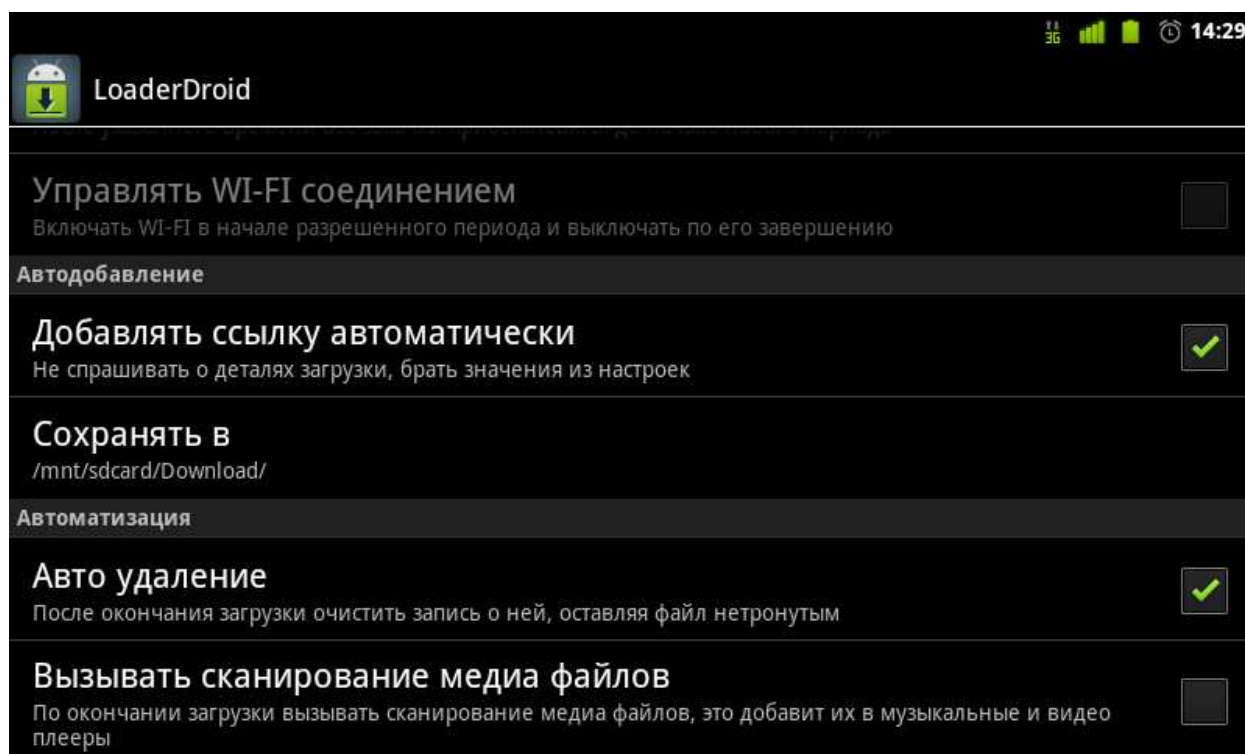 3G 14:29
LoaderDroid
Управлять WI-FI соединением
Включать WI-FI в начале разрешенного периода и выключать по его завершению
Автодобавление
Добавлять ссылку автоматически
Не спрашивать о деталях загрузки, брать значения из настроек
Сохранять в
/mnt/sdcard/Download/
Автоматизация
Авто удаление
После окончания загрузки очистить запись о ней, оставляя файл нетронутым
Вызывать сканирование медиа файлов
По окончании загрузки вызывать сканирование медиа файлов, это добавит их в музыкальные и видео
плееры